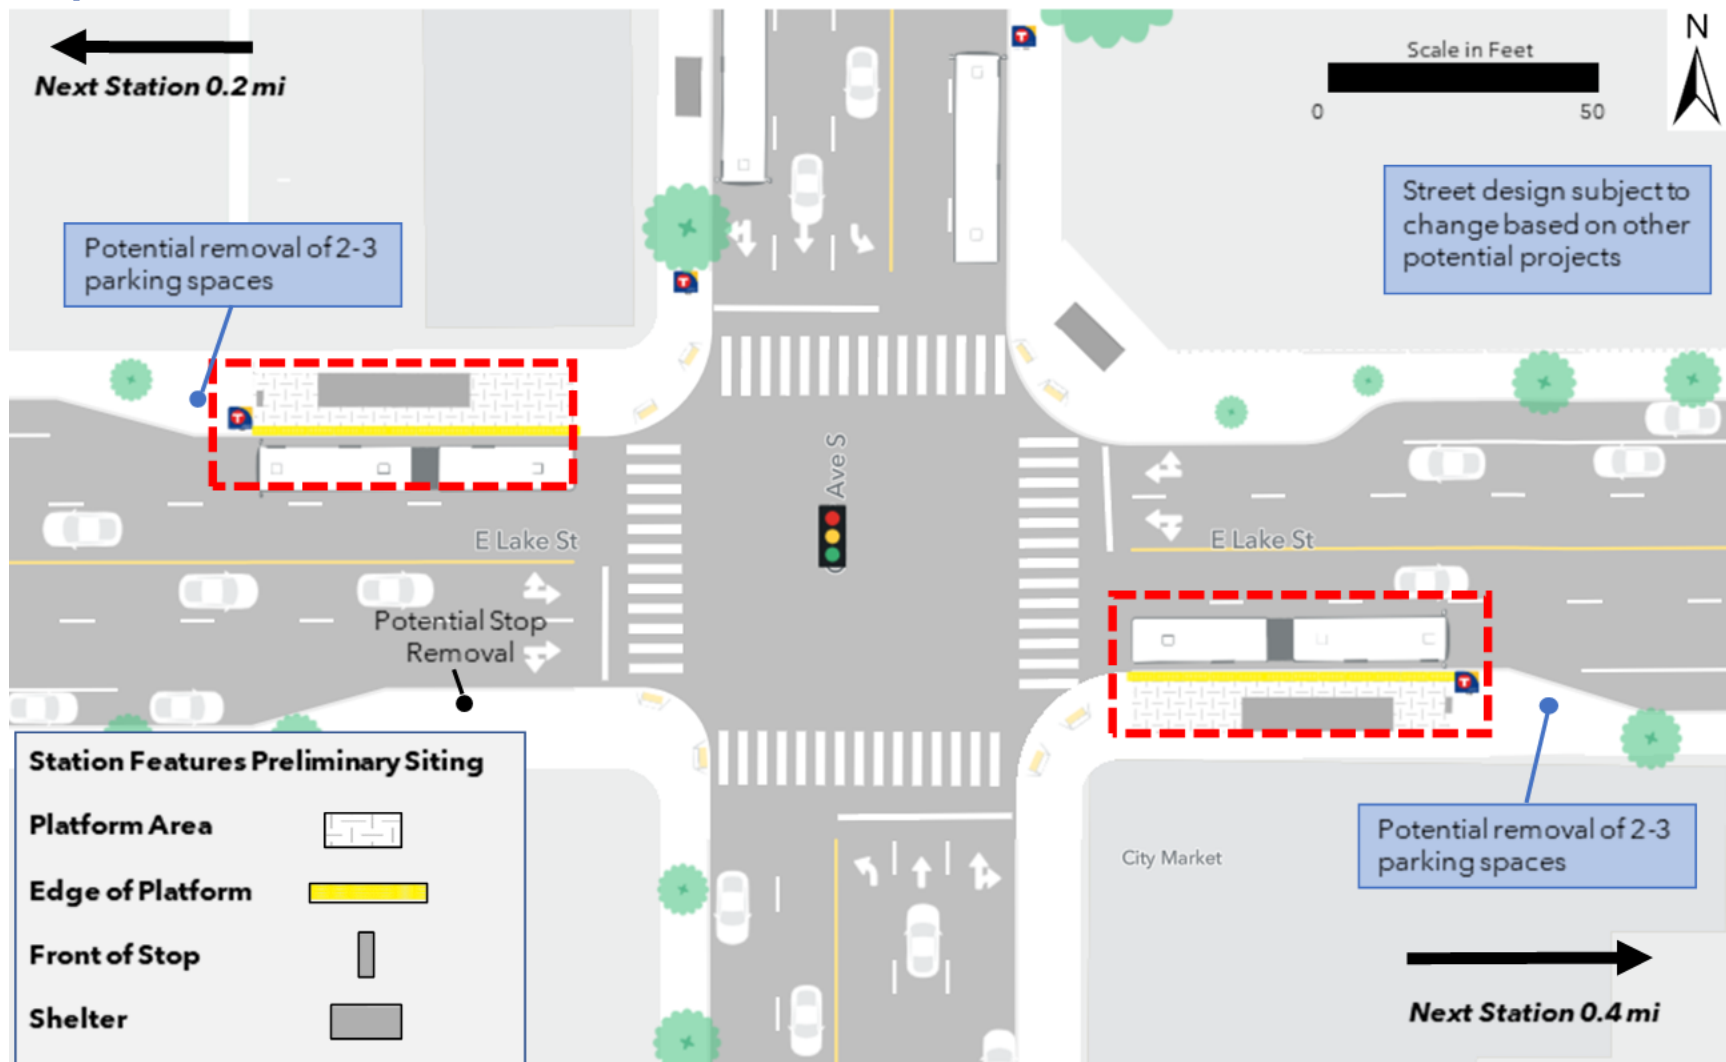 Next Station 0.2 mi
Scale in Feet
0
50
N
Street design subject to
change based on other
potential projects
Potential removal of 2-3
parking spaces
T
T
T
Ave S
E Lake St
E Lake St
Potential Stop
Removal
T
Station Features Preliminary Siting
Platform Area
Edge of Platform
Front of Stop
Shelter
City Market
Potential removal of 2-3
parking spaces
Next Station 0.4 mi